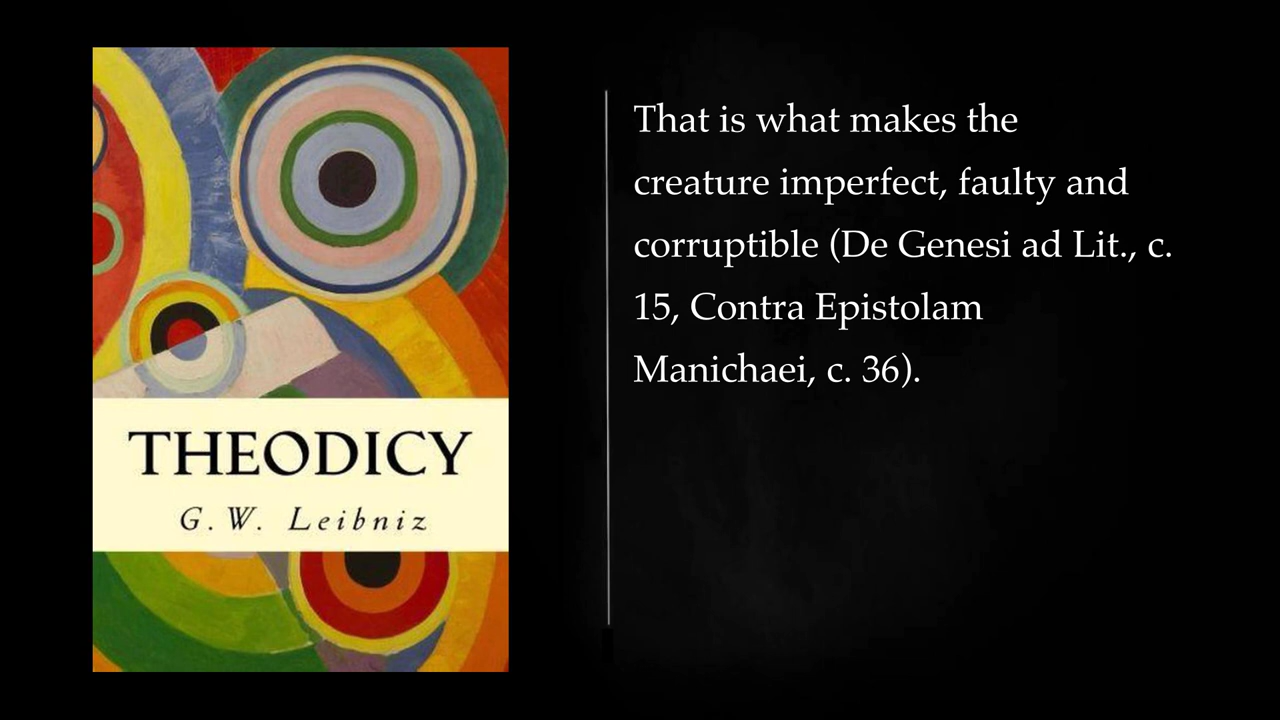 THEODICY
G. W. Leibniz
That is what makes the
creature imperfect, faulty and
corruptible (De Genesi ad Lit., c.
15, Contra Epistolam
Manichaei, c. 36).